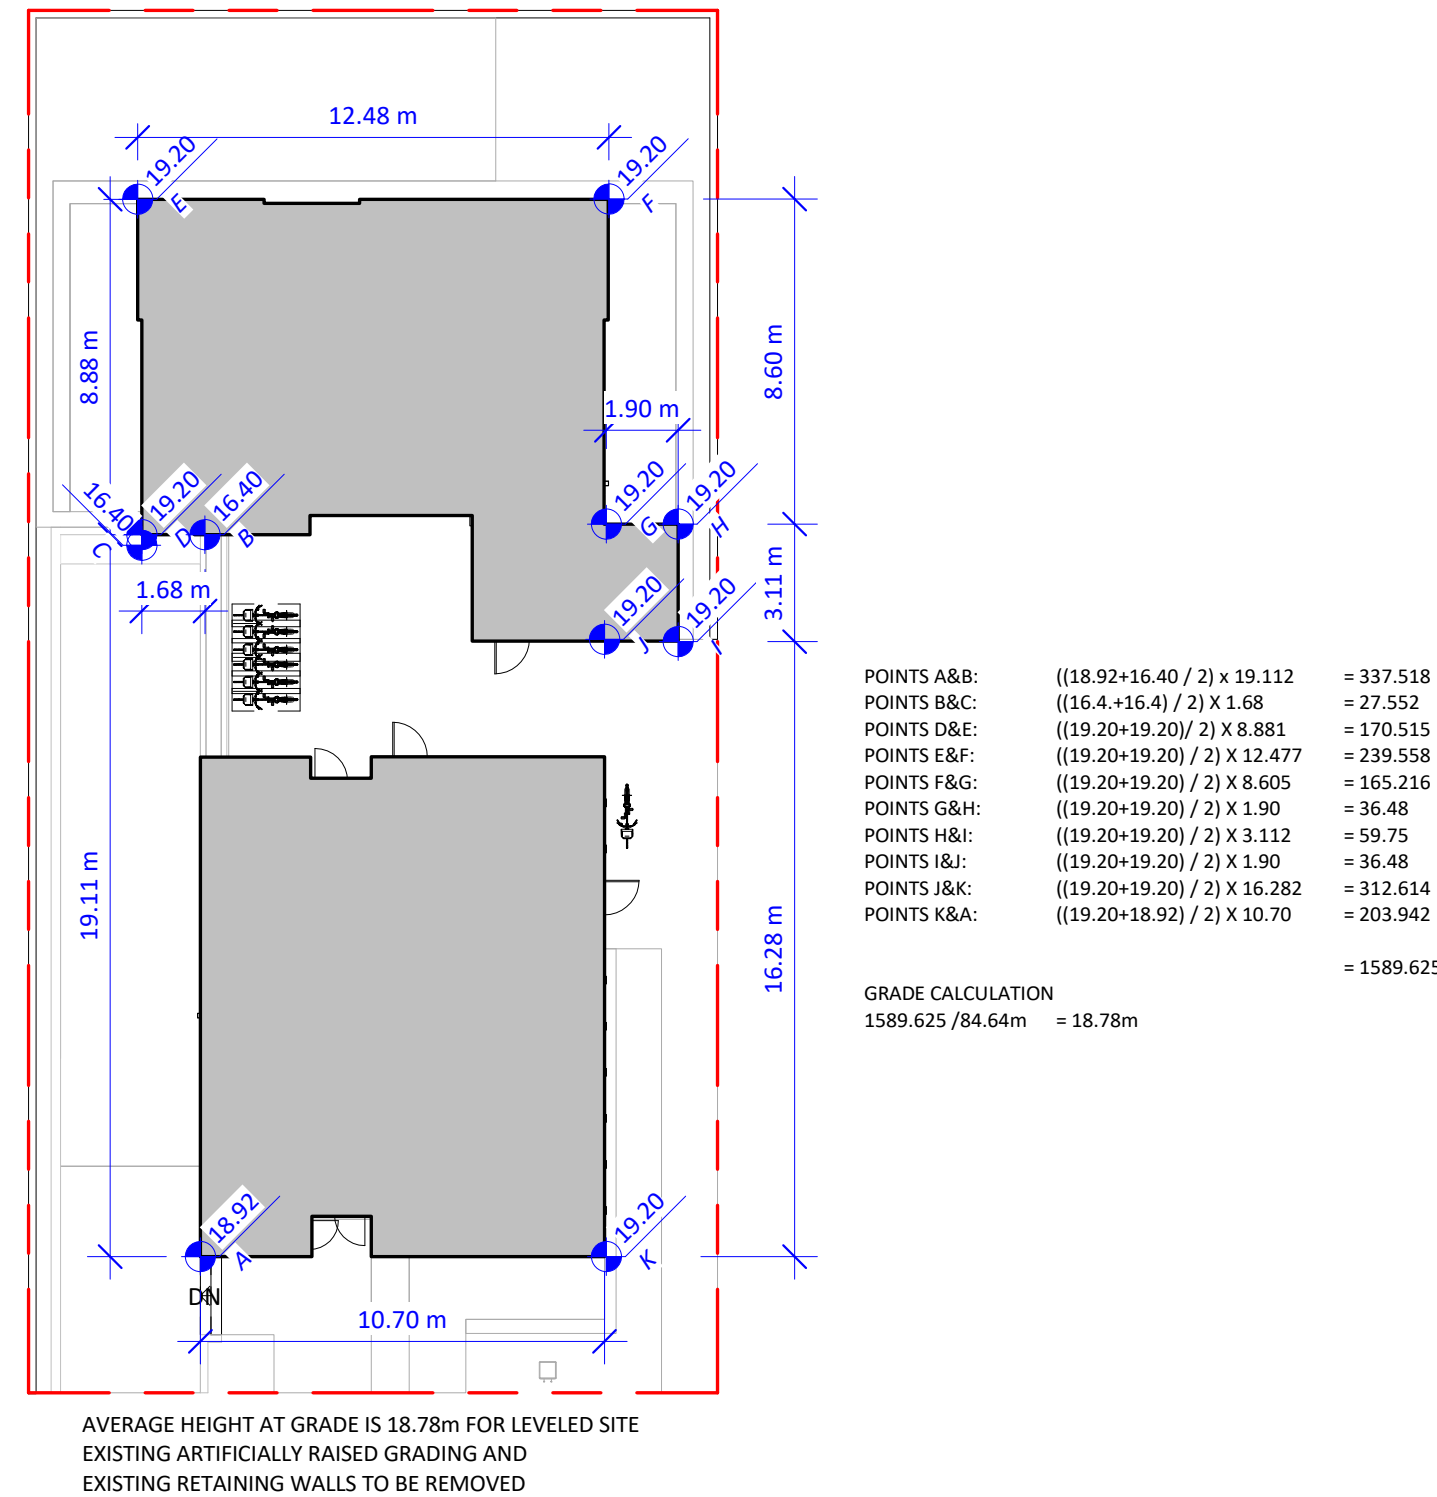 12.48 m
19.20
E
19.20
F
8.88 m
8.60 m
1.90 m
16.40
C
19.20
D
16.40
B
19.20
G
19.20
H
1.68 m
3.11 m
19.20
J
19.20
I
POINTS A&B: ((18.92+16.40 / 2) x 19.112 = 337.518
POINTS B&C: ((16.4.+16.4) / 2) X 1.68 = 27.552
POINTS D&E: ((19.20+19.20)/ 2) X 8.881 = 170.515
POINTS E&F: ((19.20+19.20) / 2) X 12.477 = 239.558
POINTS F&G: ((19.20+19.20) / 2) X 8.605 = 165.216
POINTS G&H: ((19.20+19.20) / 2) X 1.90 = 36.48
POINTS H&I: ((19.20+19.20) / 2) X 3.112 = 59.75
POINTS I&J: ((19.20+19.20) / 2) X 1.90 = 36.48
POINTS J&K: ((19.20+19.20) / 2) X 16.282 = 312.614
POINTS K&A: ((19.20+18.92) / 2) X 10.70 = 203.942
= 1589.625
GRADE CALCULATION
1589.625 /84.64m = 18.78m
19.11 m
16.28 m
18.92
A
19.20
K
DN
10.70 m
AVERAGE HEIGHT AT GRADE IS 18.78m FOR LEVELED SITE
EXISTING ARTIFICIALLY RAISED GRADING AND
EXISTING RETAINING WALLS TO BE REMOVED